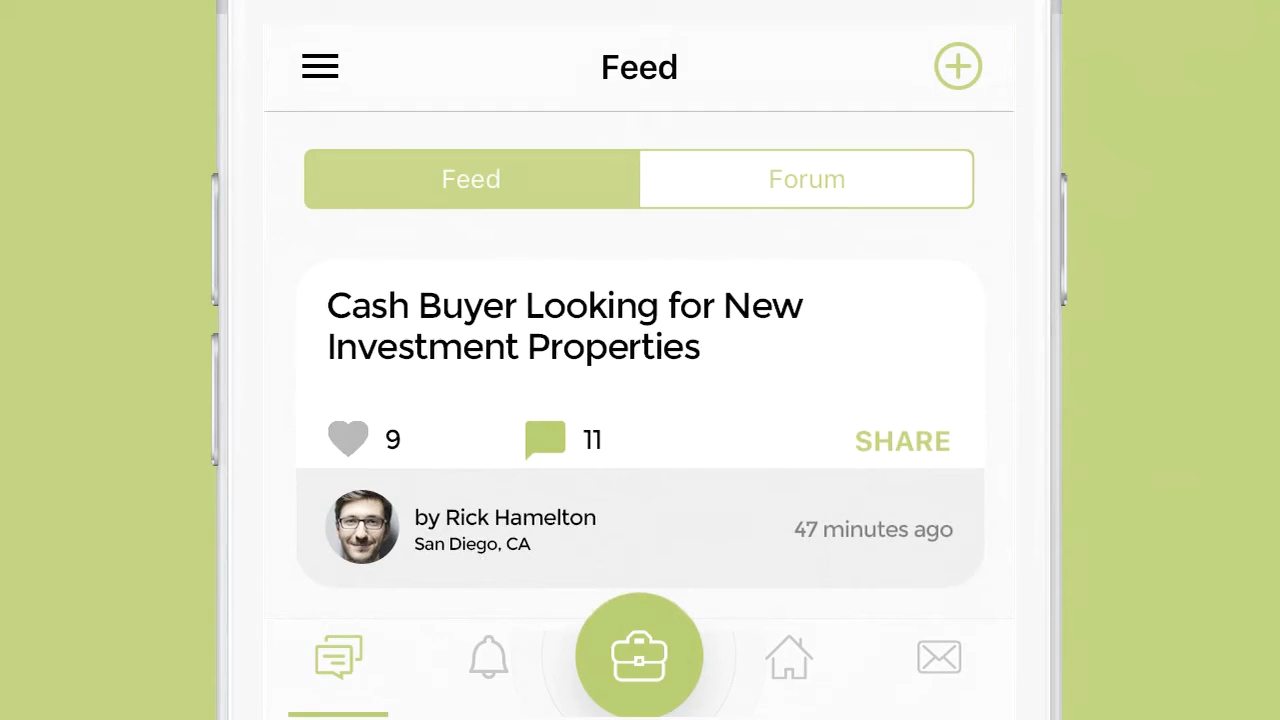 Feed
Feed Forum
Cash Buyer Looking for New
Investment Properties
9 11 SHARE
by Rick Hamelton
San Diego, CA
47 minutes ago